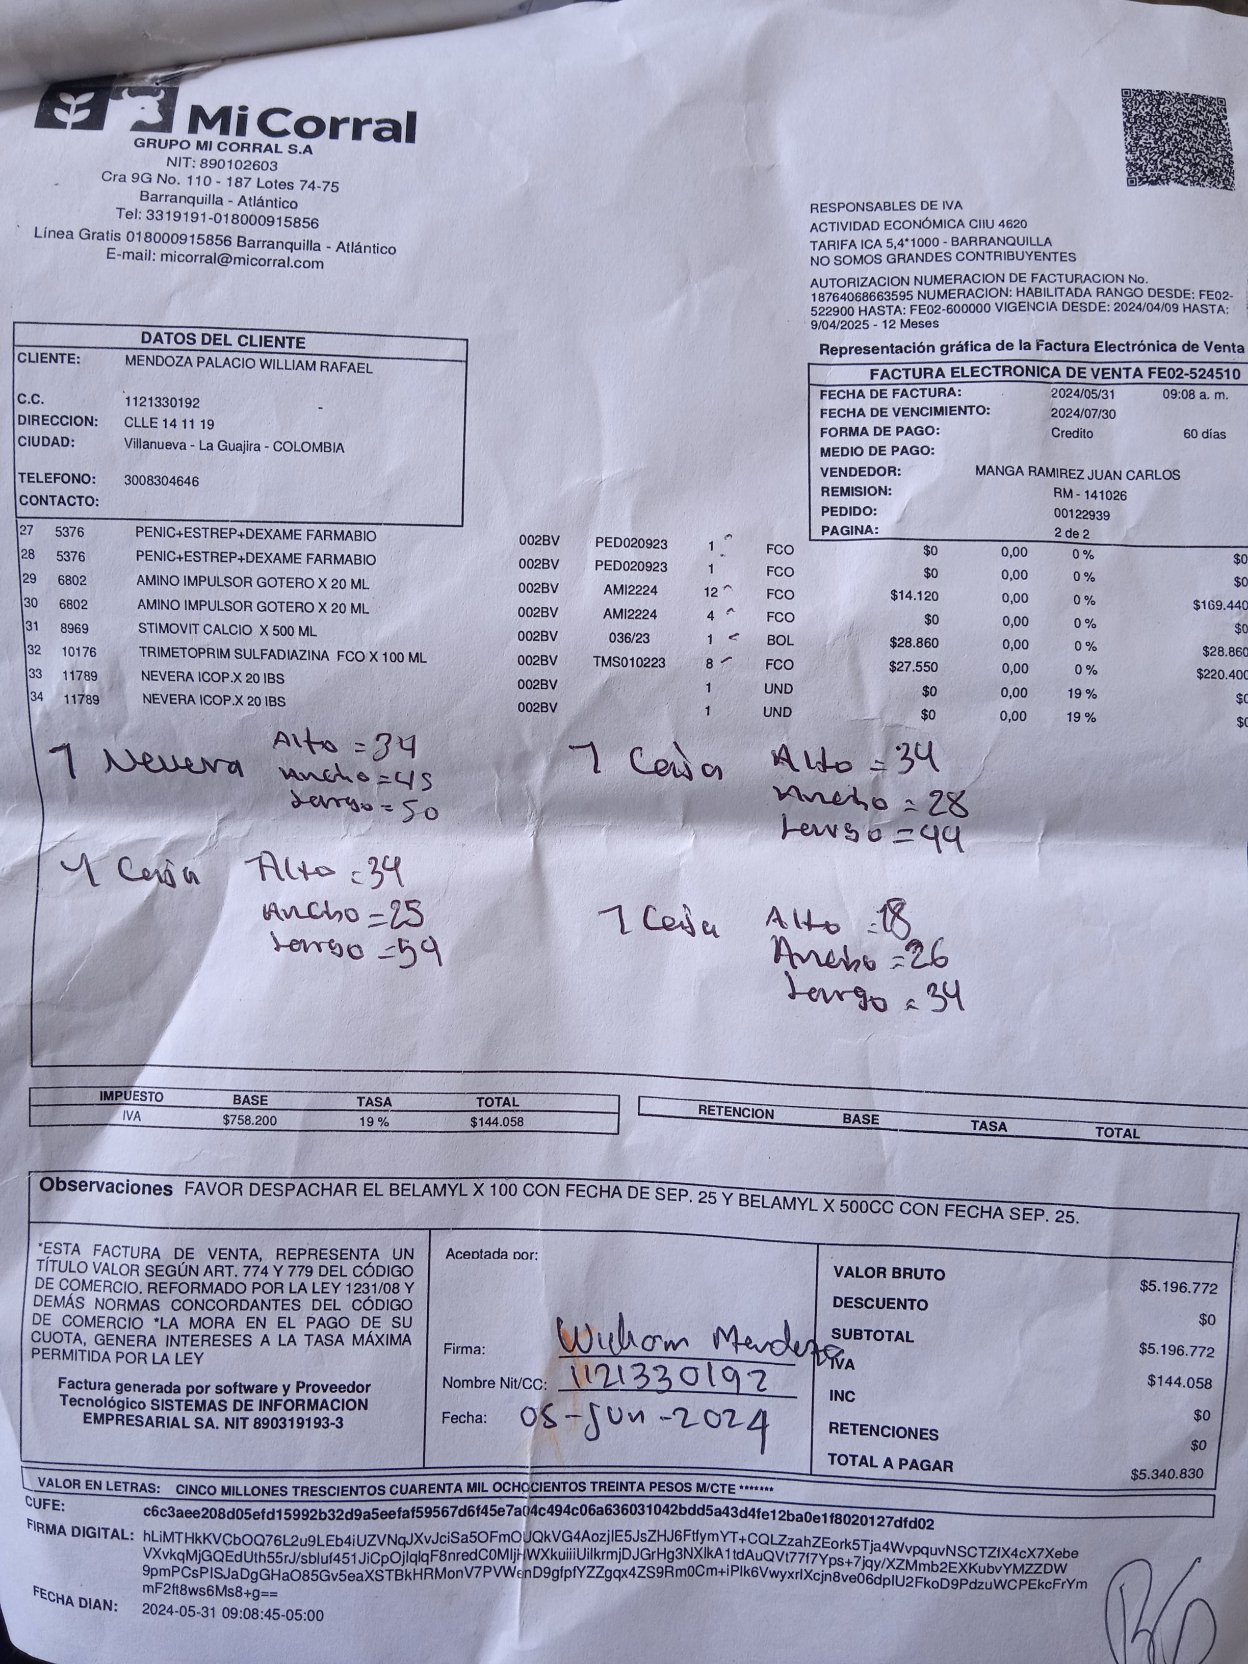 Mi Corral
GRUPO MI CORRAL S.A
NIT: 890102603
Cra 9G No. 110 - 187 Lotes 74-75
Barranquilla - Atlántico
Tel: 3319191-018000915856
Línea Gratis 018000915856 Barranquilla - Atlántico
E-mail: micorral@micorral.com
RESPONSABLES DE IVA
ACTIVIDAD ECONÓMICA CIIU 4620
TARIFA ICA 5,4*1000 - BARRANQUILLA
NO SOMOS GRANDES CONTRIBUYENTES
AUTORIZACION NUMERACION DE FACTURACION No.
18764068663595 NUMERACION: HABILITADA RANGO DESDE: FE02-
522900 HASTA: FE02-600000 VIGENCIA DESDE: 2024/04/09 HASTA:
9/04/2025 - 12 Meses
Representación gráfica de la Factura Electrónica de Venta
DATOS DEL CLIENTE
CLIENTE: MENDOZA PALACIO WILLIAM RAFAEL
C.C. 1121330192
DIRECCION: CLLE 14 11 19
CIUDAD: Villanueva - La Guajira - COLOMBIA
TELEFONO: 3008304646
CONTACTO:
FACTURA ELECTRONICA DE VENTA FE02-524510
FECHA DE FACTURA: 2024/05/31 09:08 a. m.
FECHA DE VENCIMIENTO: 2024/07/30
FORMA DE PAGO: Credito 60 días
MEDIO DE PAGO:
VENDEDOR: MANGA RAMIREZ JUAN CARLOS
REMISION: RM - 141026
PEDIDO: 00122939
PAGINA: 2 de 2
27 5376 PENIC+ESTREP+DEXAME FARMABIO 002BV PED020923 1 FCO $0 0,00 0 % $0
28 5376 PENIC+ESTREP+DEXAME FARMABIO 002BV PED020923 1 FCO $0 0,00 0 % $0
29 6802 AMINO IMPULSOR GOTERO X 20 ML 002BV AMI2224 12 FCO $14.120 0,00 0 % $169.440
30 6802 AMINO IMPULSOR GOTERO X 20 ML 002BV AMI2224 4 FCO $0 0,00 0 % $0
31 8969 STIMOVIT CALCIO X 500 ML 002BV 036/23 1 BOL $28.860 0,00 0 % $28.860
32 10176 TRIMETOPRIM SULFADIAZINA FCO X 100 ML 002BV TMS010223 8 FCO $27.550 0,00 0 % $220.400
33 11789 NEVERA ICOP.X 20 IBS 002BV 1 UND $0 0,00 19 % $0
34 11789 NEVERA ICOP.X 20 IBS 002BV 1 UND $0 0,00 19 % $0
1 Nevera Alto = 34
Ancho = 45
Largo = 50
1 Caja Alto = 34
Ancho = 28
Largo = 44
1 Caja Alto = 34
Ancho = 25
Largo = 54
1 Caja Alto = 18
Ancho = 26
Largo = 34
IMPUESTO BASE TASA TOTAL
IVA $758.200 19 % $144.058
RETENCION BASE TASA TOTAL
Observaciones FAVOR DESPACHAR EL BELAMYL X 100 CON FECHA DE SEP. 25 Y BELAMYL X 500CC CON FECHA SEP. 25.
*ESTA FACTURA DE VENTA, REPRESENTA UN
TÍTULO VALOR SEGÚN ART. 774 Y 779 DEL CÓDIGO
DE COMERCIO. REFORMADO POR LA LEY 1231/08 Y
DEMÁS NORMAS CONCORDANTES DEL CÓDIGO
DE COMERCIO *LA MORA EN EL PAGO DE SU
CUOTA, GENERA INTERESES A LA TASA MÁXIMA
PERMITIDA POR LA LEY
Factura generada por software y Proveedor
Tecnológico SISTEMAS DE INFORMACION
EMPRESARIAL SA. NIT 890319193-3
Aceptada por:
Firma: William Mendoza
Nombre Nit/CC: 1121330192
Fecha: 05-Jun-2024
VALOR BRUTO $5.196.772
DESCUENTO $0
SUBTOTAL $5.196.772
IVA $144.058
INC $0
RETENCIONES $0
TOTAL A PAGAR $5.340.830
VALOR EN LETRAS: CINCO MILLONES TRESCIENTOS CUARENTA MIL OCHOCIENTOS TREINTA PESOS M/CTE *******
CUFE: c6c3aee208d05efd15992b32d9a5eefaf59567d6f45e7a04c494c06a636031042bdd5a43d4fe12ba0e1f8020127dfd02
FIRMA DIGITAL: hLiMTHkKVCbOQ76L2u9LEb4iUZVNqJXvJciSa5OFmOUQkVG4AozjIE5JsZHJ6FtfymYT+CQLZzahZEork5Tja4WvpquvNSCTZfX4cX7Xebe
VXvkqMjGQEdUth55rJ/sbluf451JiCpOjlqlqF8nredC0MIjHWXkuiiiUilkrmjDJGrHg3NXlkA1tdAuQVt77f7Yps+7jqy/XZMmb2EXKubvYMZZDW
9pmPCsPISJaDgGHaO85Gv5eaXSTBkHRMonV7PVWenD9gfpfYZZgqx4ZS9Rm0Cm+iPlk6VwyxrlXcjn8ve06dplU2FkoD9PdzuWCPEkcFrYm
mF2ft8ws6Ms8+g==
FECHA DIAN: 2024-05-31 09:08:45-05:00